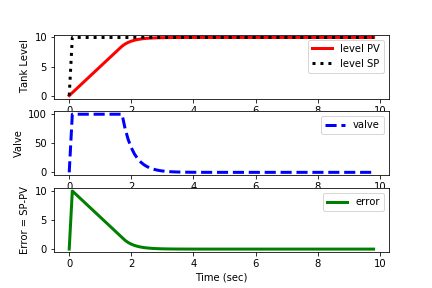 Tank Level
10
5
0
level PV
level SP
0 2 4 6 8 10
Valve
100
50
0
valve
0 2 4 6 8 10
Error = SP-PV
10
5
0
error
0 2 4 6 8 10
Time (sec)